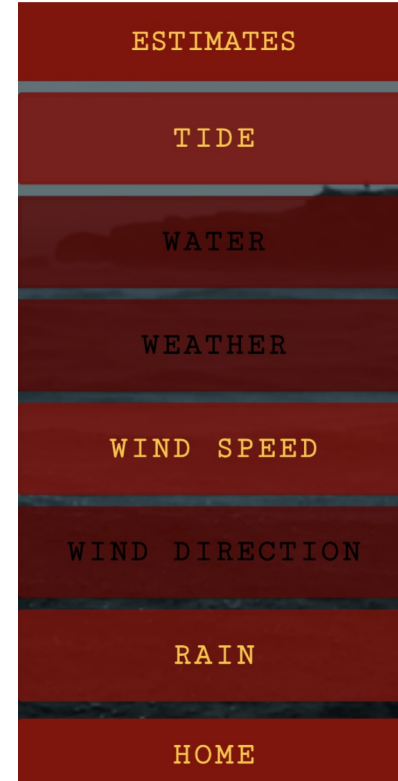 ESTIMATES
TIDE
WATER
WEATHER
WIND SPEED
WIND DIRECTION
RAIN
HOME